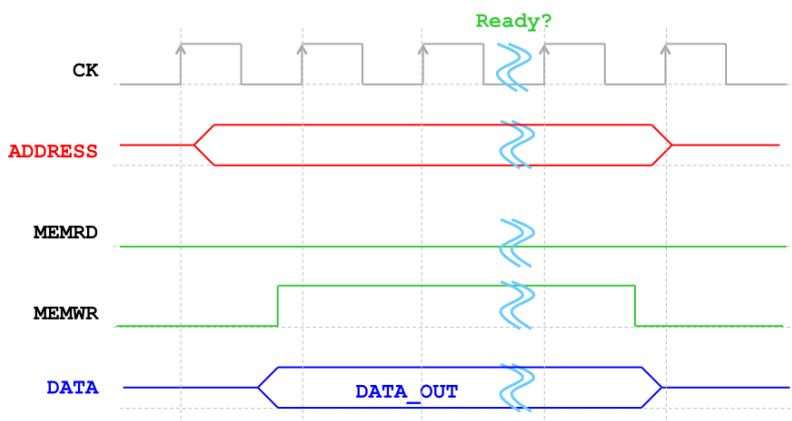 Ready?
CK
ADDRESS
MEMRD
MEMWR
DATA
DATA_OUT